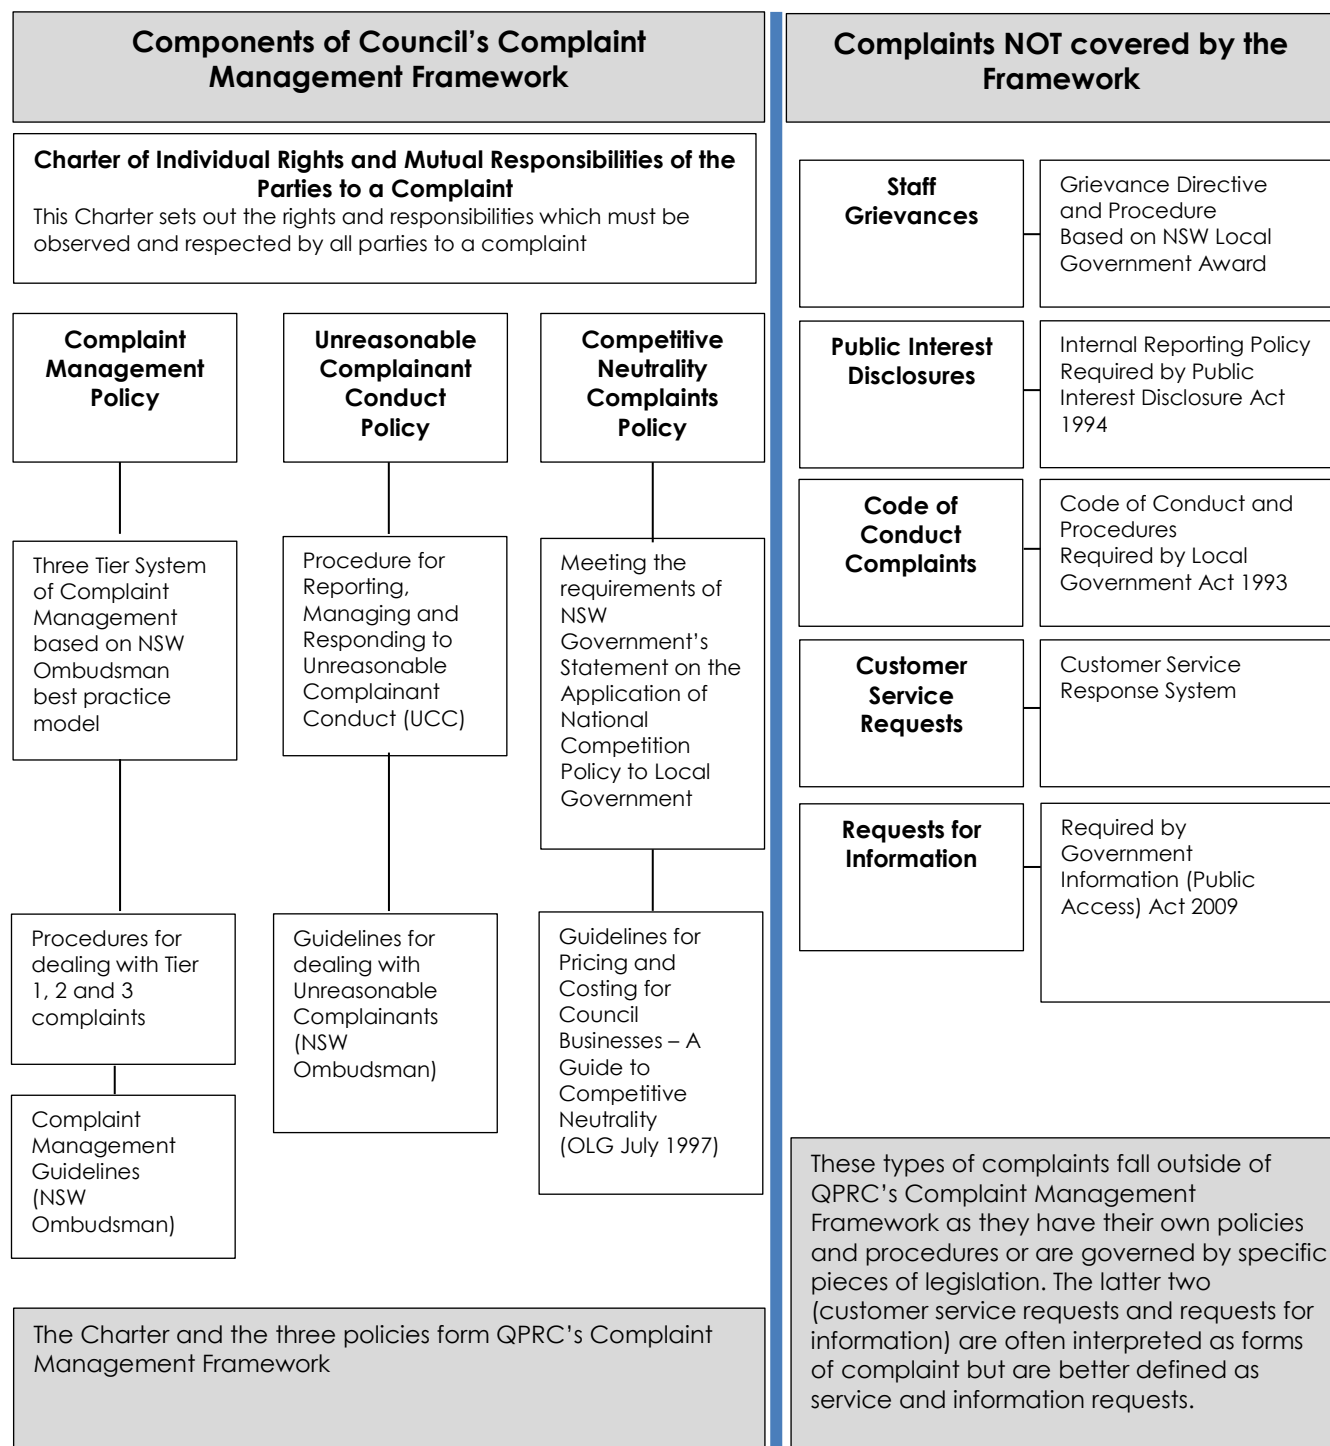 Components of Council’s Complaint
Management Framework
Charter of Individual Rights and Mutual Responsibilities of the
Parties to a Complaint
This Charter sets out the rights and responsibilities which must be
observed and respected by all parties to a complaint
Complaint
Management
Policy
Three Tier System
of Complaint
Management
based on NSW
Ombudsman
best practice
model
Procedures for
dealing with Tier
1, 2 and 3
complaints
Complaint
Management
Guidelines
(NSW
Ombudsman)
Unreasonable
Complainant
Conduct
Policy
Procedure for
Reporting,
Managing and
Responding to
Unreasonable
Complainant
Conduct (UCC)
Guidelines for
dealing with
Unreasonable
Complainants
(NSW
Ombudsman)
Competitive
Neutrality
Complaints
Policy
Meeting the
requirements of
NSW
Government’s
Statement on the
Application of
National
Competition
Policy to Local
Government
Guidelines for
Pricing and
Costing for
Council
Businesses – A
Guide to
Competitive
Neutrality
(OLG July 1997)
The Charter and the three policies form QPRC’s Complaint
Management Framework
Complaints NOT covered by the
Framework
Staff
Grievances
Grievance Directive
and Procedure
Based on NSW Local
Government Award
Public Interest
Disclosures
Internal Reporting Policy
Required by Public
Interest Disclosure Act
1994
Code of
Conduct
Complaints
Code of Conduct and
Procedures
Required by Local
Government Act 1993
Customer
Service
Requests
Customer Service
Response System
Requests for
Information
Required by
Government
Information (Public
Access) Act 2009
These types of complaints fall outside of
QPRC’s Complaint Management
Framework as they have their own policies
and procedures or are governed by specific
pieces of legislation. The latter two
(customer service requests and requests for
information) are often interpreted as forms
of complaint but are better defined as
service and information requests.